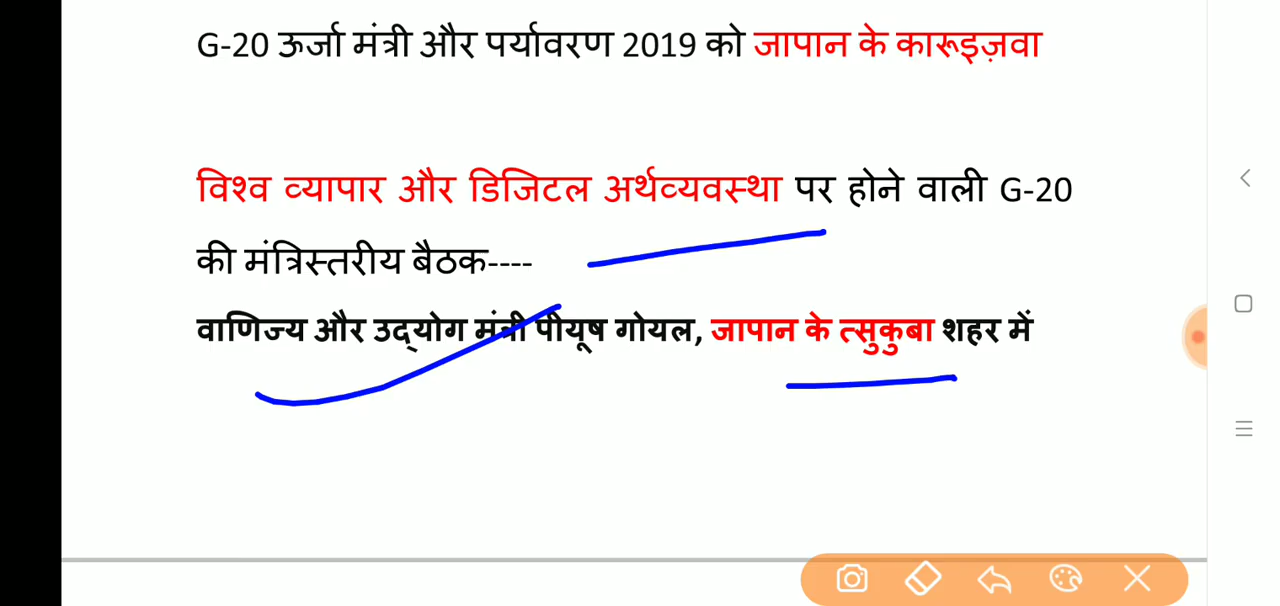 G-20 ऊर्जा मंत्री और पर्यावरण 2019 को जापान के कारूइज़वा
विश्व व्यापार और डिजिटल अर्थव्यवस्था पर होने वाली G-20
की मंत्रिस्तरीय बैठक----
वाणिज्य और उद्योग मंत्री पीयूष गोयल, जापान के त्सुकुबा शहर में